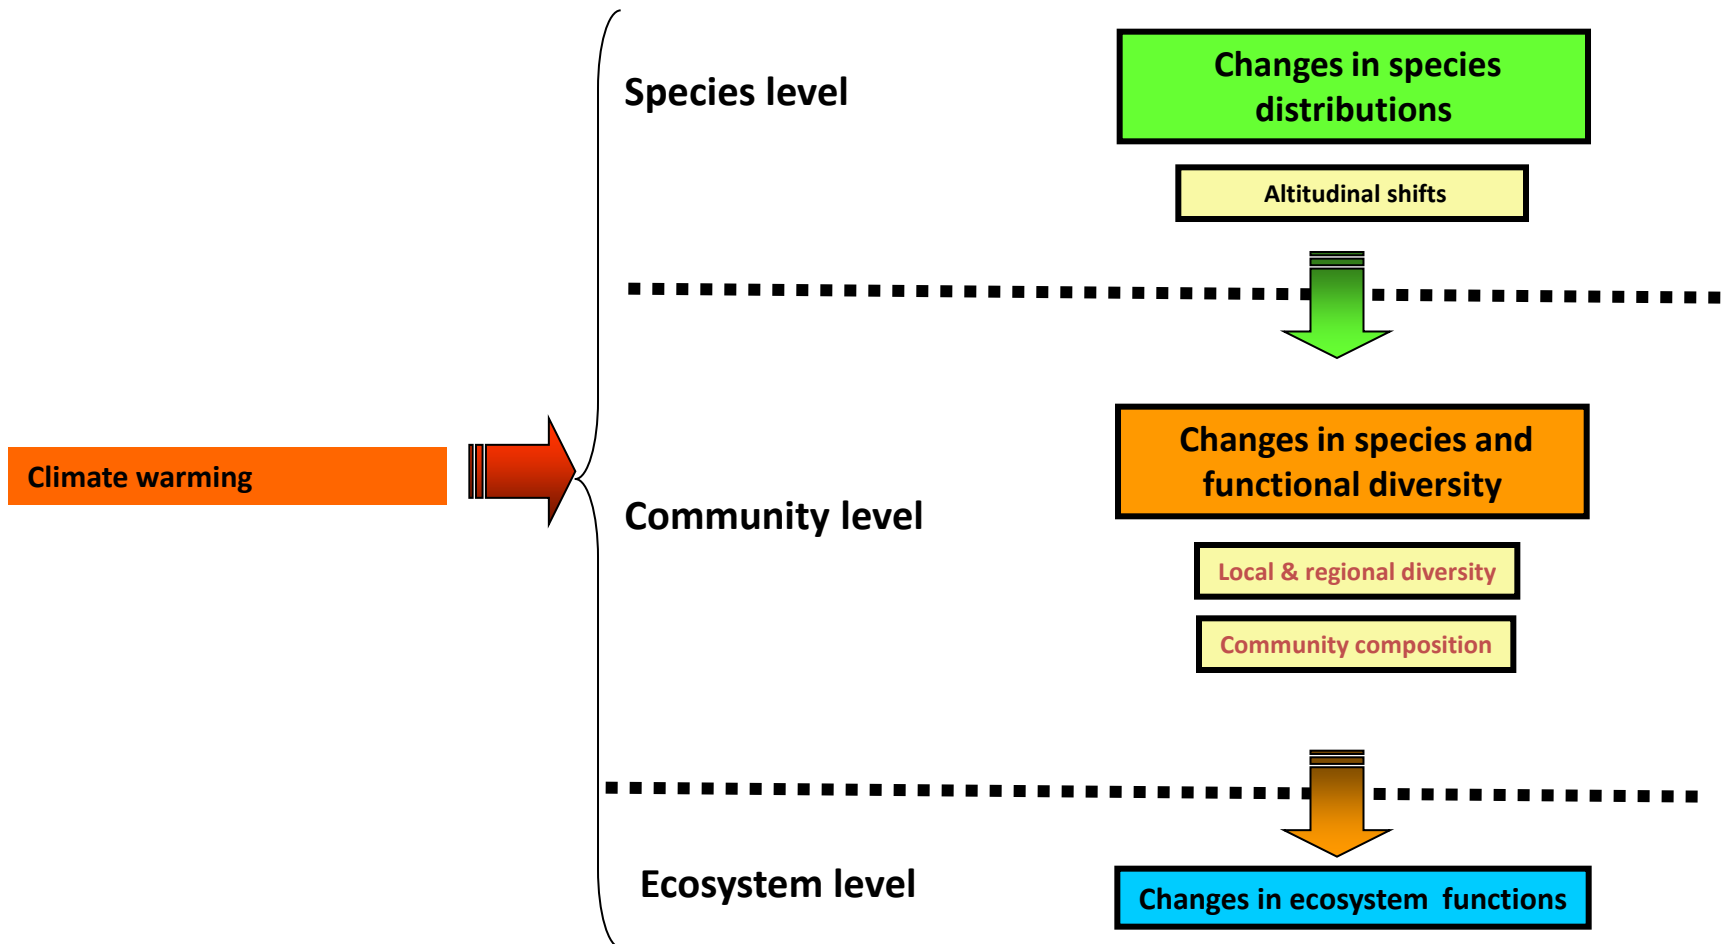 Species level
Changes in species
distributions
Altitudinal shifts
Climate warming
Community level
Changes in species and
functional diversity
Local & regional diversity
Community composition
Ecosystem level
Changes in ecosystem functions